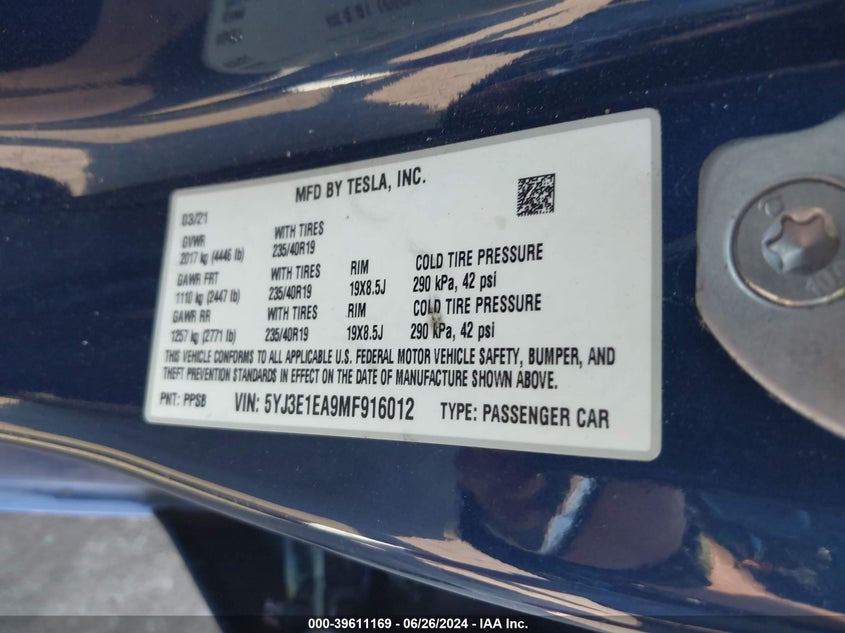 MFD BY TESLA, INC.
03/21
GVWR WITH TIRES
2017 kg (4446 lb) 235/40R19
GAWR FRT WITH TIRES RIM COLD TIRE PRESSURE
1110 kg (2447 lb) 235/40R19 19X8.5J 290 kPa, 42 psi
GAWR RR WITH TIRES RIM COLD TIRE PRESSURE
1257 kg (2771 lb) 235/40R19 19X8.5J 290 kPa, 42 psi
THIS VEHICLE CONFORMS TO ALL APPLICABLE U.S. FEDERAL MOTOR VEHICLE SAFETY, BUMPER, AND
THEFT PREVENTION STANDARDS IN EFFECT ON THE DATE OF MANUFACTURE SHOWN ABOVE.
PNT: PPSB VIN: 5YJ3E1EA9MF916012 TYPE: PASSENGER CAR
000-39611169 - 06/26/2024 - IAA Inc.